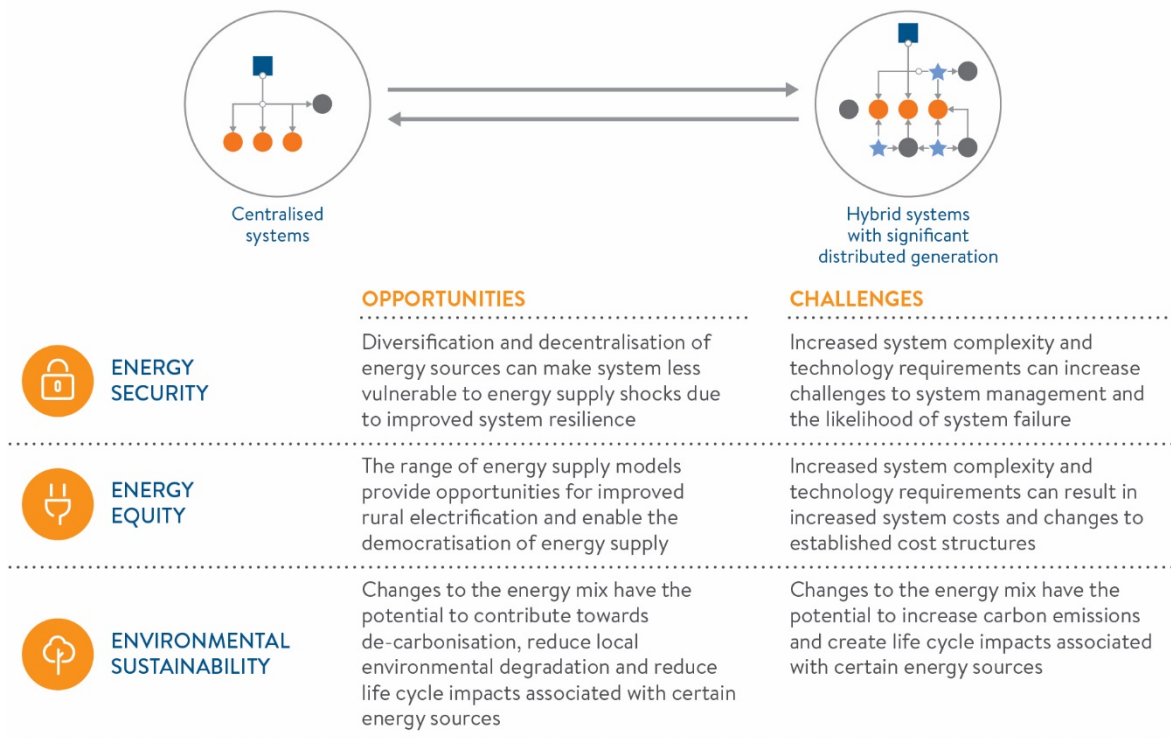 Centralised
systems
Hybrid systems
with significant
distributed generation
OPPORTUNITIES
CHALLENGES
ENERGY
SECURITY
Diversification and decentralisation of
energy sources can make system less
vulnerable to energy supply shocks due
to improved system resilience
Increased system complexity and
technology requirements can increase
challenges to system management and
the likelihood of system failure
ENERGY
EQUITY
The range of energy supply models
provide opportunities for improved
rural electrification and enable the
democratisation of energy supply
Increased system complexity and
technology requirements can result in
increased system costs and changes to
established cost structures
ENVIRONMENTAL
SUSTAINABILITY
Changes to the energy mix have the
potential to contribute towards
de-carbonisation, reduce local
environmental degradation and reduce
life cycle impacts associated with certain
energy sources
Changes to the energy mix have the
potential to increase carbon emissions
and create life cycle impacts associated
with certain energy sources